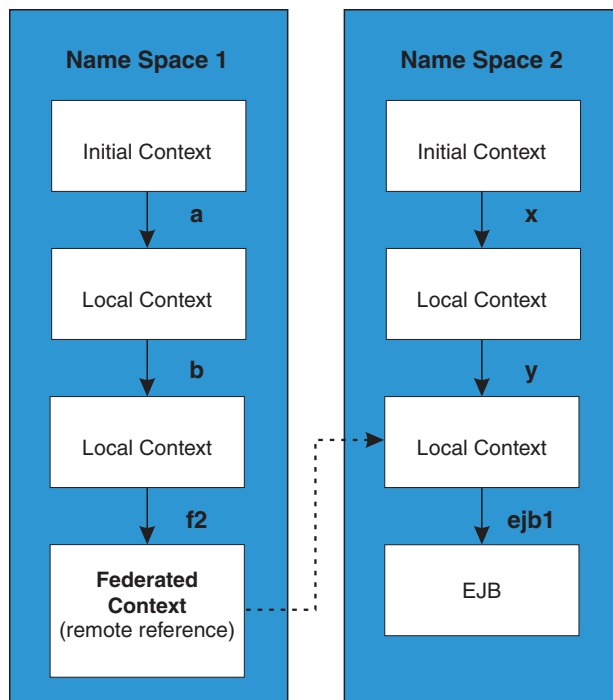 Name Space 1
Initial Context
a
Local Context
b
Local Context
f2
Federated
Context
(remote reference)
Name Space 2
Initial Context
x
Local Context
y
Local Context
ejb1
EJB